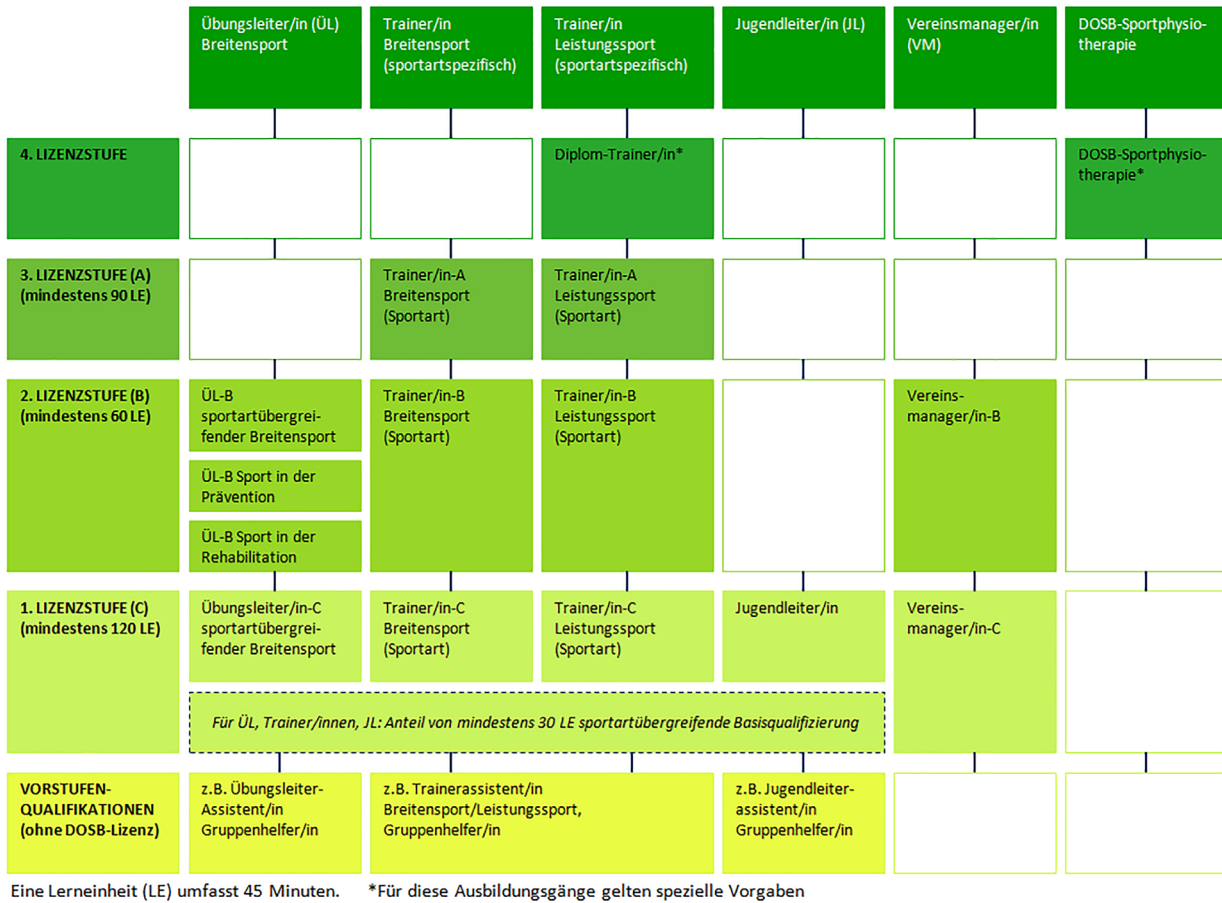 Übungsleiter/in (ÜL)
Breitensport
Trainer/in
Breitensport
(sportartspezifisch)
Trainer/in
Leistungssport
(sportartspezifisch)
Jugendleiter/in (JL)
Vereinsmanager/in
(VM)
DOSB-Sportphysio-
therapie
4. LIZENZSTUFE
Diplom-Trainer/in*
DOSB-Sportphysio-
therapie*
3. LIZENZSTUFE (A)
(mindestens 90 LE)
Trainer/in-A
Breitensport
(Sportart)
Trainer/in-A
Leistungssport
(Sportart)
2. LIZENZSTUFE (B)
(mindestens 60 LE)
ÜL-B
sportartübergrei-
fender Breitensport
ÜL-B Sport in der
Prävention
ÜL-B Sport in der
Rehabilitation
Trainer/in-B
Breitensport
(Sportart)
Trainer/in-B
Leistungssport
(Sportart)
Vereins-
manager/in-B
1. LIZENZSTUFE (C)
(mindestens 120 LE)
Übungsleiter/in-C
sportartübergrei-
fender Breitensport
Trainer/in-C
Breitensport
(Sportart)
Trainer/in-C
Leistungssport
(Sportart)
Jugendleiter/in
Vereins-
manager/in-C
Für ÜL, Trainer/innen, JL: Anteil von mindestens 30 LE sportartübergreifende Basisqualifizierung
VORSTUFEN-
QUALIFIKATIONEN
(ohne DOSB-Lizenz)
z.B. Übungsleiter-
Assistent/in
Gruppenhelfer/in
z.B. Trainerassistent/in
Breitensport/Leistungssport,
Gruppenhelfer/in
z.B. Jugendleiter-
assistent/in
Gruppenhelfer/in
Eine Lerneinheit (LE) umfasst 45 Minuten. *Für diese Ausbildungsgänge gelten spezielle Vorgaben